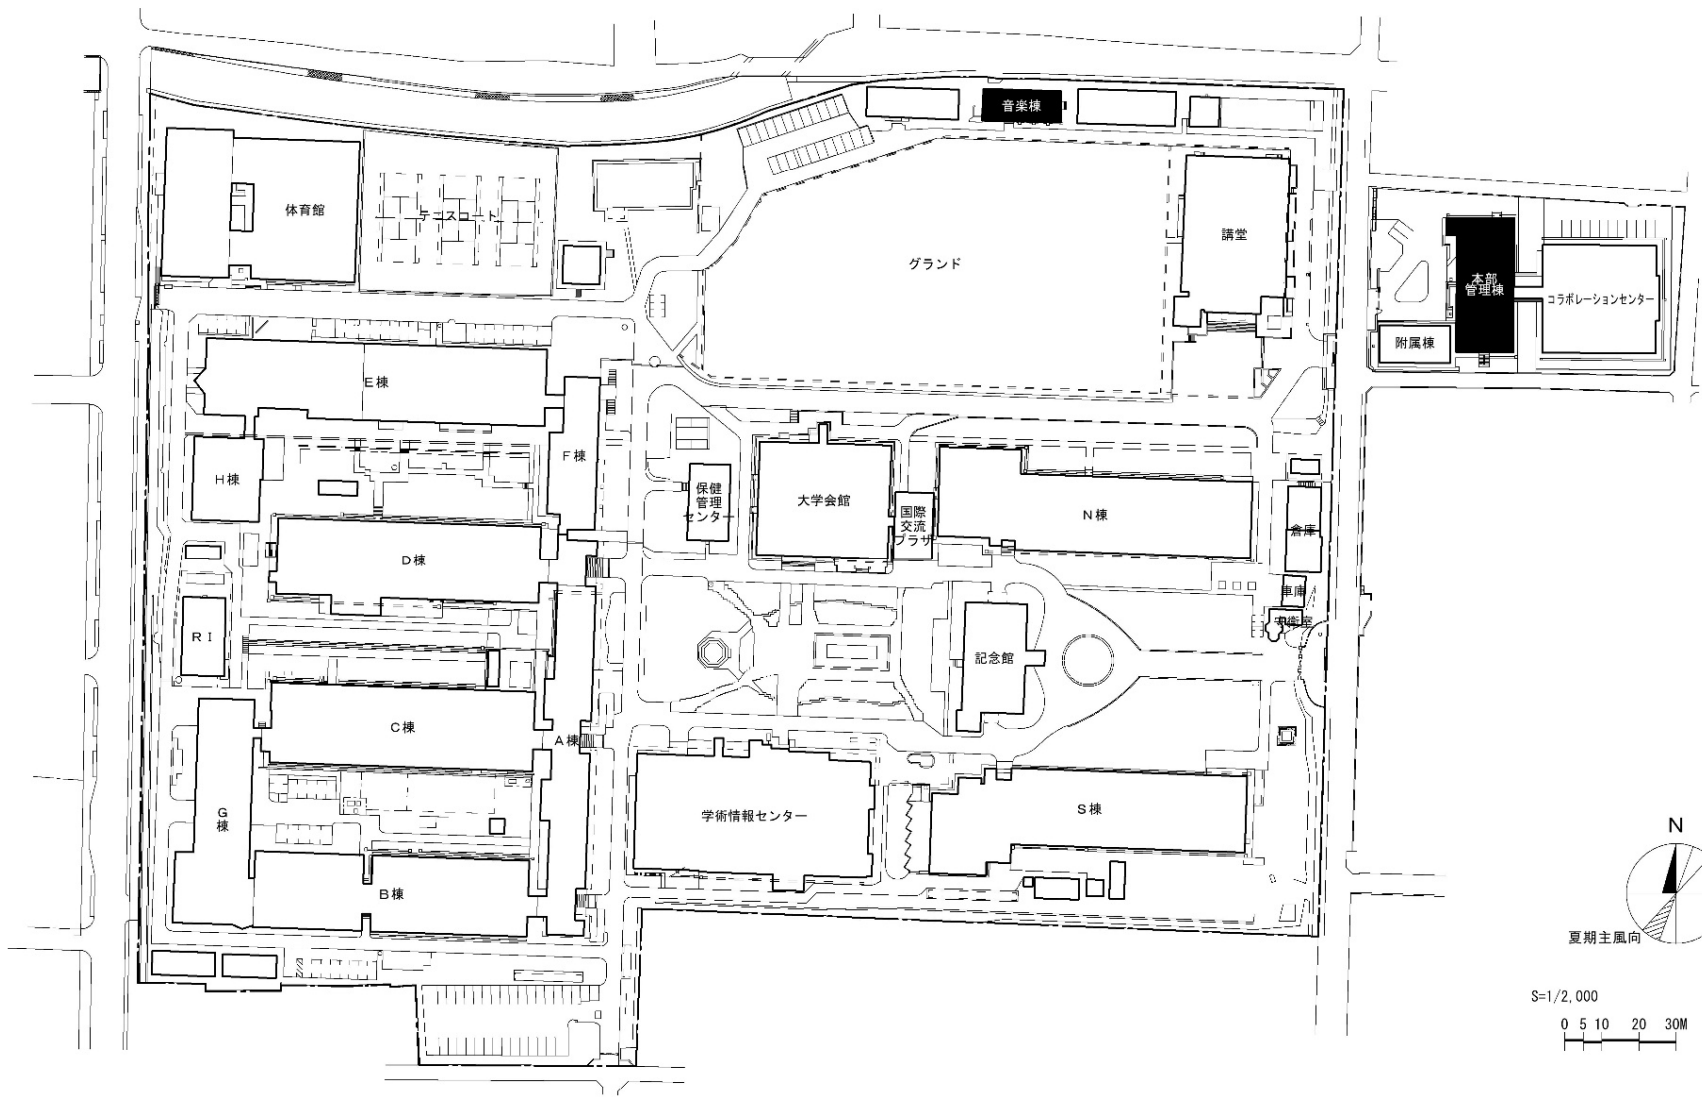 音楽棟
体育館
テニスコート
講堂
グランド
本部
管理棟
コラボレーションセンター
附属棟
E棟
F棟
H棟
保健
管理
センター
大学会館
国際
交流
プラザ
N棟
倉庫
D棟
車庫
守衛室
RI
記念館
C棟
A棟
G
棟
学術情報センター
S棟
B棟
N
夏期主風向
S=1/2,000
0 5 10 20 30M